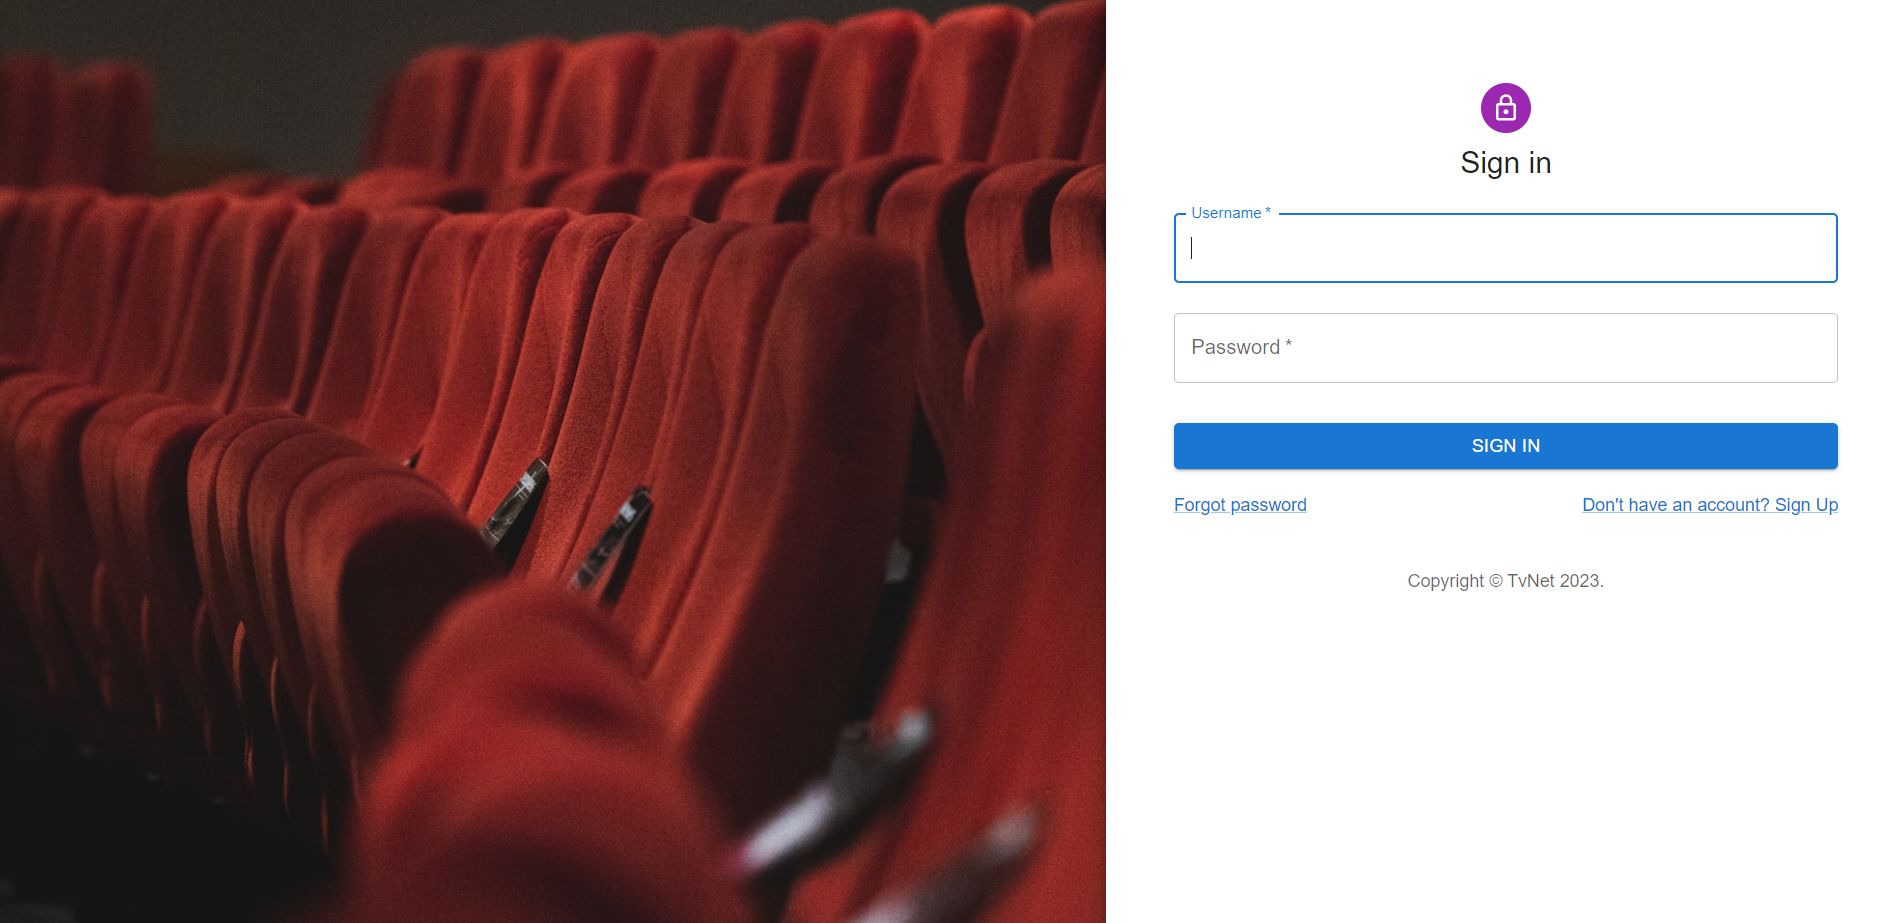 Sign in
Username *
Password *
SIGN IN
Forgot password
Don't have an account? Sign Up
Copyright © TvNet 2023.